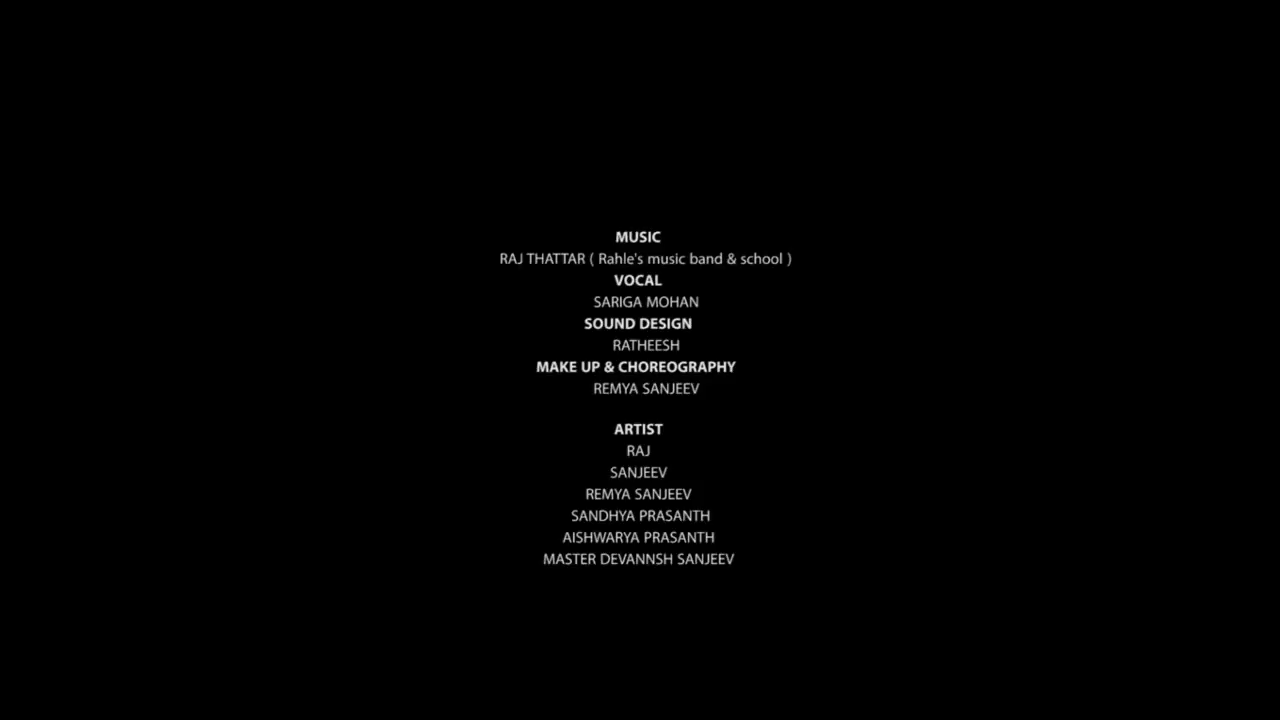 MUSIC
RAJ THATTAR ( Rahle's music band & school )
VOCAL
SARIGA MOHAN
SOUND DESIGN
RATHEESH
MAKE UP & CHOREOGRAPHY
REMYA SANJEEV
ARTIST
RAJ
SANJEEV
REMYA SANJEEV
SANDHYA PRASANTH
AISHWARYA PRASANTH
MASTER DEVANNSH SANJEEV